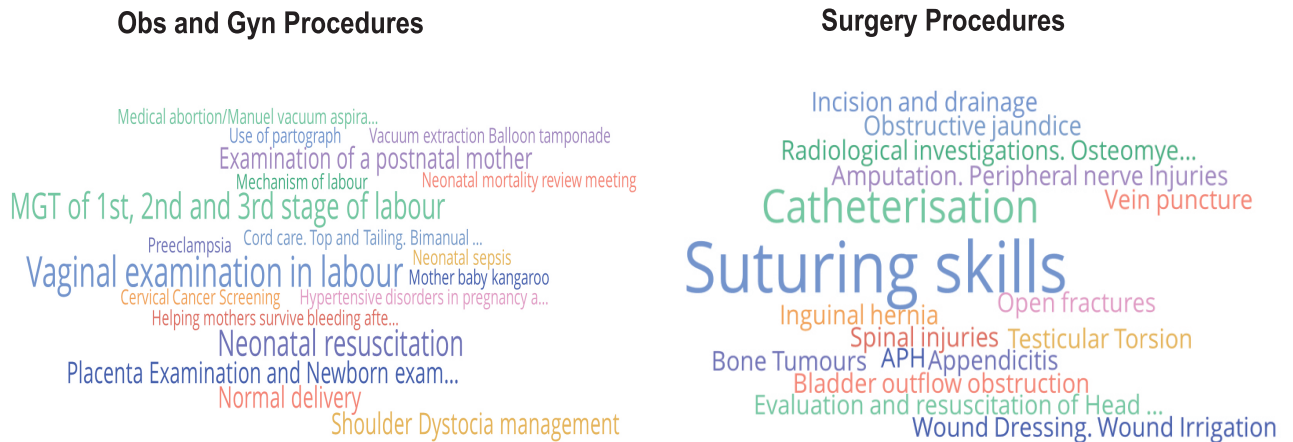 Obs and Gyn Procedures
Medical abortion/Manuel vacuum aspira...
Use of partograph
Vacuum extraction Balloon tamponade
Examination of a postnatal mother
Mechanism of labour
Neonatal mortality review meeting
MGT of 1st, 2nd and 3rd stage of labour
Preeclampsia
Cord care. Top and Tailing. Bimanual ...
Vaginal examination in labour
Neonatal sepsis
Mother baby kangaroo
Cervical Cancer Screening
Hypertensive disorders in pregnancy a...
Helping mothers survive bleeding afte...
Neonatal resuscitation
Placenta Examination and Newborn exam...
Normal delivery
Shoulder Dystocia management
Surgery Procedures
Incision and drainage
Obstructive jaundice
Radiological investigations. Osteomye...
Amputation. Peripheral nerve Injuries
Catheterisation
Vein puncture
Suturing skills
Open fractures
Inguinal hernia
Spinal injuries
Testicular Torsion
Bone Tumours
APH
Appendicitis
Bladder outflow obstruction
Evaluation and resuscitation of Head ...
Wound Dressing. Wound Irrigation